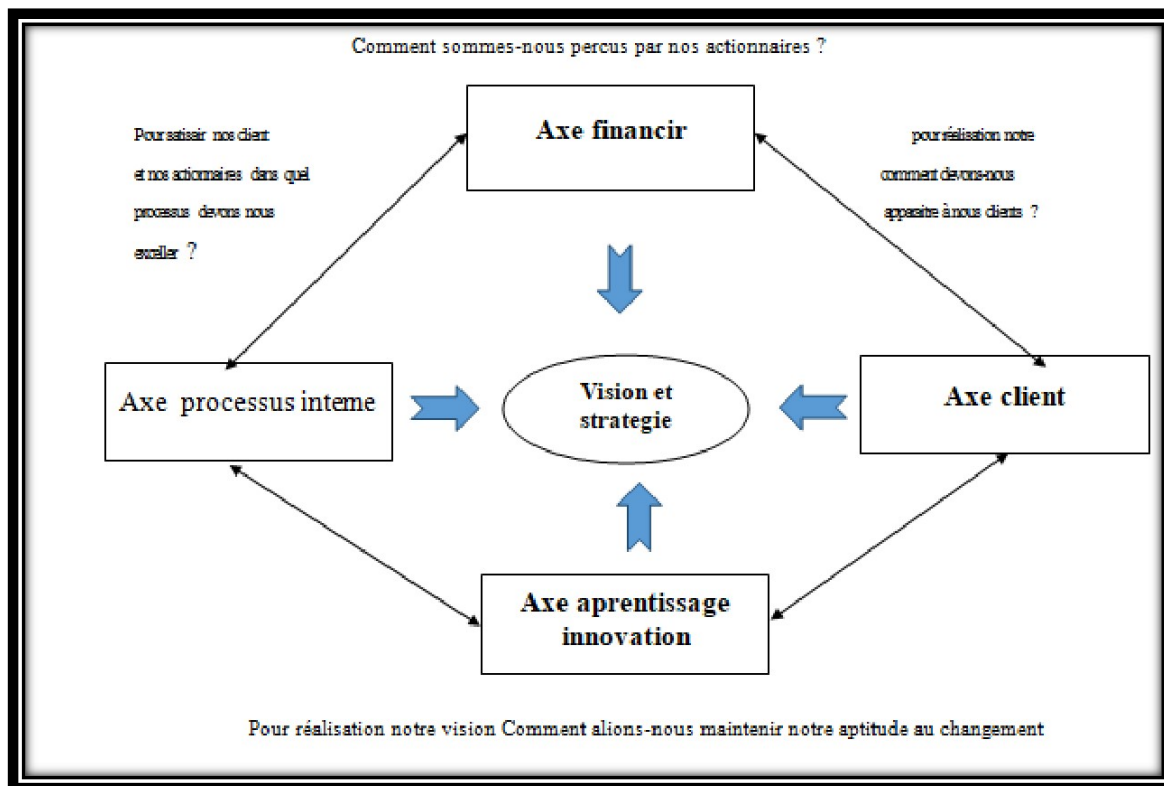 Comment sommes-nous perçus par nos actionnaires ?
Axe financir
Pour satisair nos client
et nos actionnaires dans quel
processus devons nous
exceller ?
pour réalisation notre
comment devons-nous
apparaitre à nous clients ?
Axe processus interne
Vision et
strategie
Axe client
Axe aprentissage
innovation
Pour réalisation notre vision Comment alions-nous maintenir notre aptitude au changement